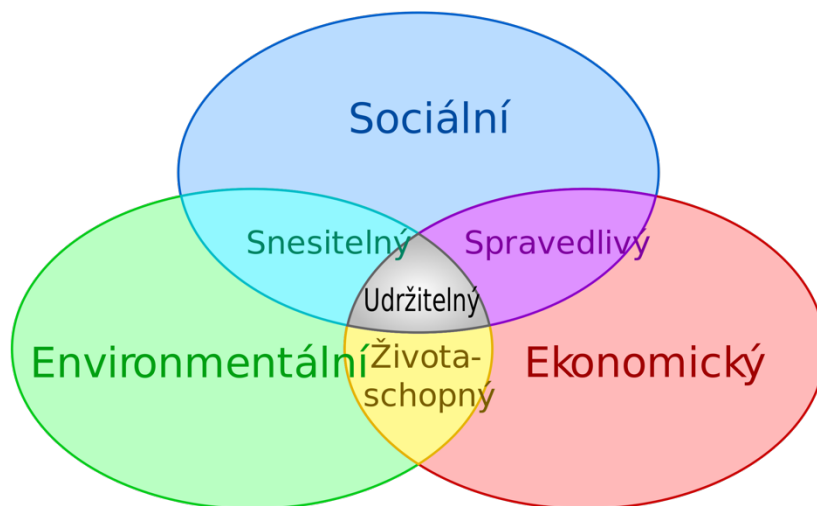 Sociální
Snesitelný
Spravedlivý
Udržitelný
Environmentální
Života-
schopný
Ekonomický